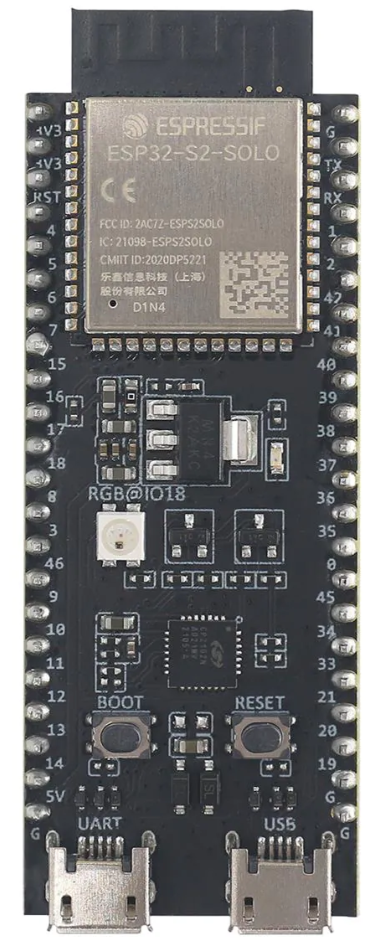 ESPRESSIF
ESP32-S2-SOLO
CE
FCC ID: 2AC7Z-ESPS2SOLO
IC: 21098-ESPS2SOLO
CMIIT ID:2020DP5221
乐鑫信息科技（上海）
股份有限公司
D1N4
3V3
3V3
RST
4
5
6
7
15
16
17
18
8
3
46
9
10
11
12
13
14
5V
G
G
TX
RX
1
2
42
41
40
39
38
37
36
35
0
45
34
33
21
20
19
G
G
RGB@IO18
CP2102N
BOOT
RESET
UART
USB